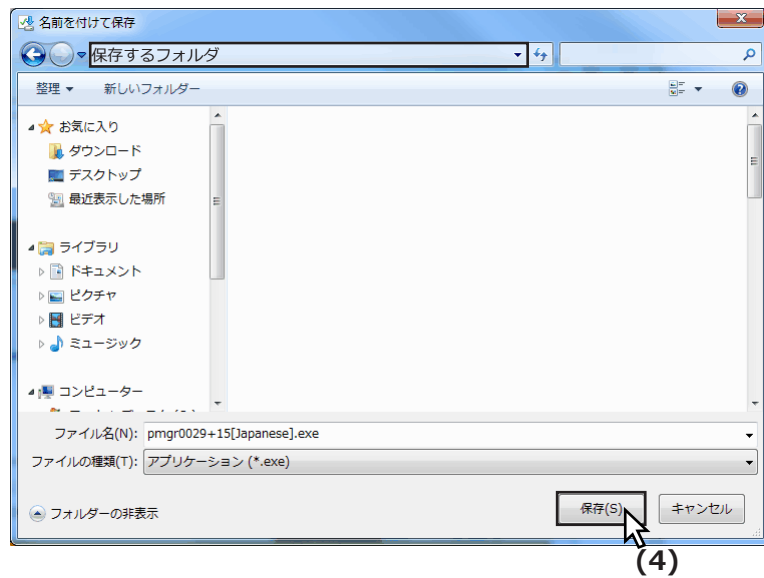 名前を付けて保存
保存するフォルダ
整理 新しいフォルダー
お気に入り
ダウンロード
デスクトップ
最近表示した場所
ライブラリ
ドキュメント
ピクチャ
ビデオ
ミュージック
コンピューター
ファイル名(N): pmgr0029+15[Japanese].exe
ファイルの種類(T): アプリケーション (*.exe)
フォルダーの非表示 保存(S) キャンセル
(4)